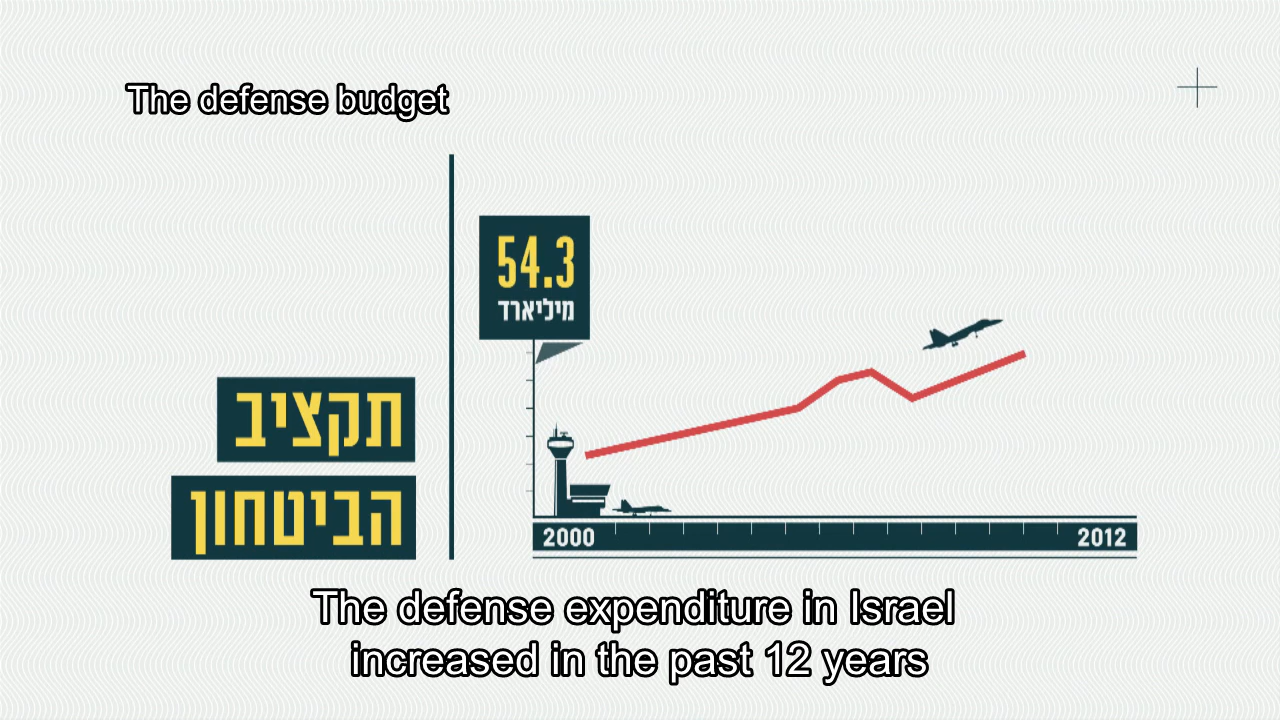 The defense budget
54.3
מיליארד
תקציב
הביטחון
2000
2012
The defense expenditure in Israel
increased in the past 12 years